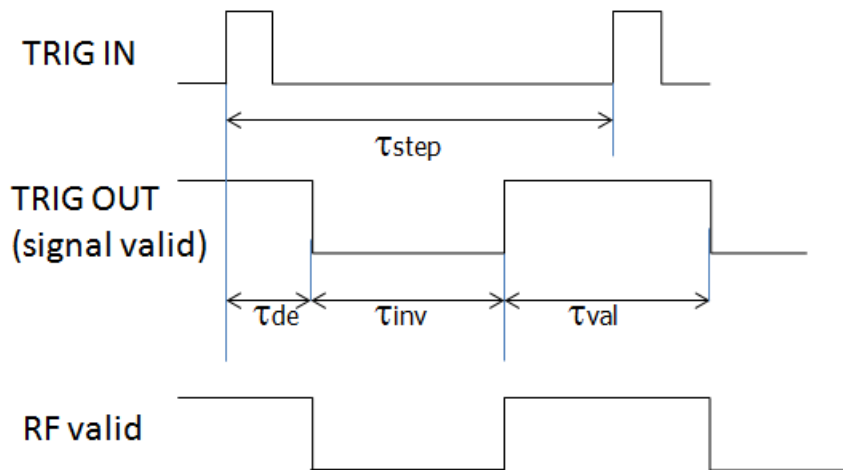 TRIG IN
τstep
TRIG OUT
(signal valid)
τde
τinv
τval
RF valid